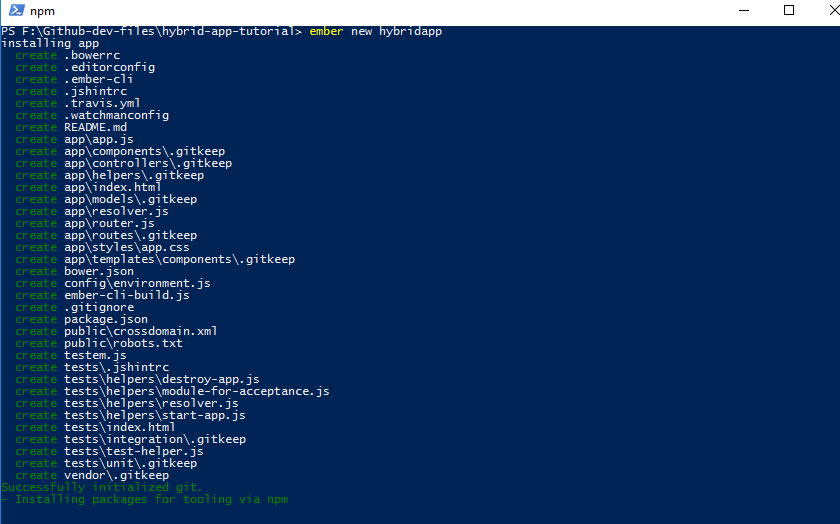 npm
PS F:\Github-dev-files\hybrid-app-tutorial> ember new hybridapp
installing app
create .bowerrc
create .editorconfig
create .ember-cli
create .jshintrc
create .travis.yml
create .watchmanconfig
create README.md
create app\app.js
create app\components\.gitkeep
create app\controllers\.gitkeep
create app\helpers\.gitkeep
create app\index.html
create app\models\.gitkeep
create app\resolver.js
create app\router.js
create app\routes\.gitkeep
create app\styles\app.css
create app\templates\components\.gitkeep
create bower.json
create config\environment.js
create ember-cli-build.js
create .gitignore
create package.json
create public\crossdomain.xml
create public\robots.txt
create testem.js
create tests\.jshintrc
create tests\helpers\destroy-app.js
create tests\helpers\module-for-acceptance.js
create tests\helpers\resolver.js
create tests\helpers\start-app.js
create tests\index.html
create tests\integration\.gitkeep
create tests\test-helper.js
create tests\unit\.gitkeep
create vendor\.gitkeep
Successfully initialized git.
- Installing packages for tooling via npm